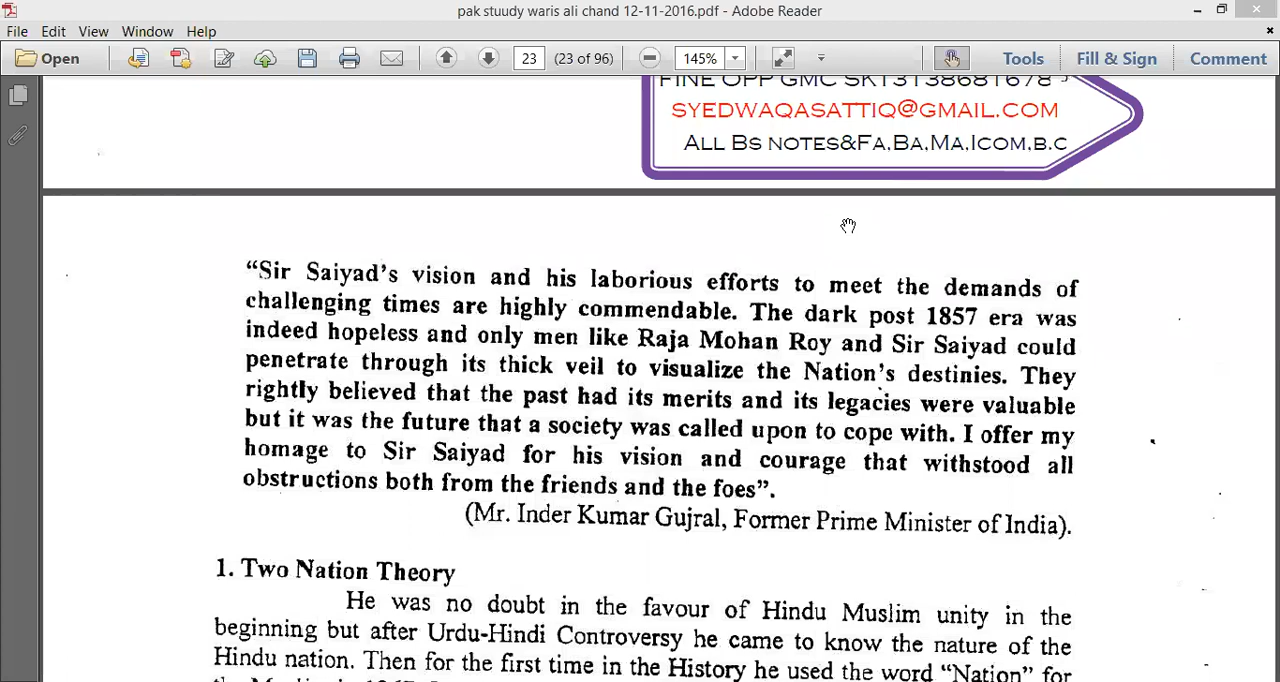 pak stuudy waris ali chand 12-11-2016.pdf - Adobe Reader
File Edit View Window Help
Open 23 (23 of 96) 145% Tools Fill & Sign Comment
FINE OPP GMC SKT3138681678
SYEDWAQASATTIQ@GMAIL.COM
ALL BS NOTES&FA,BA,MA,ICOM,B.C
“Sir Saiyad’s vision and his laborious efforts to meet the demands of
challenging times are highly commendable. The dark post 1857 era was
indeed hopeless and only men like Raja Mohan Roy and Sir Saiyad could
penetrate through its thick veil to visualize the Nation’s destinies. They
rightly believed that the past had its merits and its legacies were valuable
but it was the future that a society was called upon to cope with. I offer my
homage to Sir Saiyad for his vision and courage that withstood all
obstructions both from the friends and the foes”.
(Mr. Inder Kumar Gujral, Former Prime Minister of India).
1. Two Nation Theory
He was no doubt in the favour of Hindu Muslim unity in the
beginning but after Urdu-Hindi Controversy he came to know the nature of the
Hindu nation. Then for the first time in the History he used the word “Nation” for